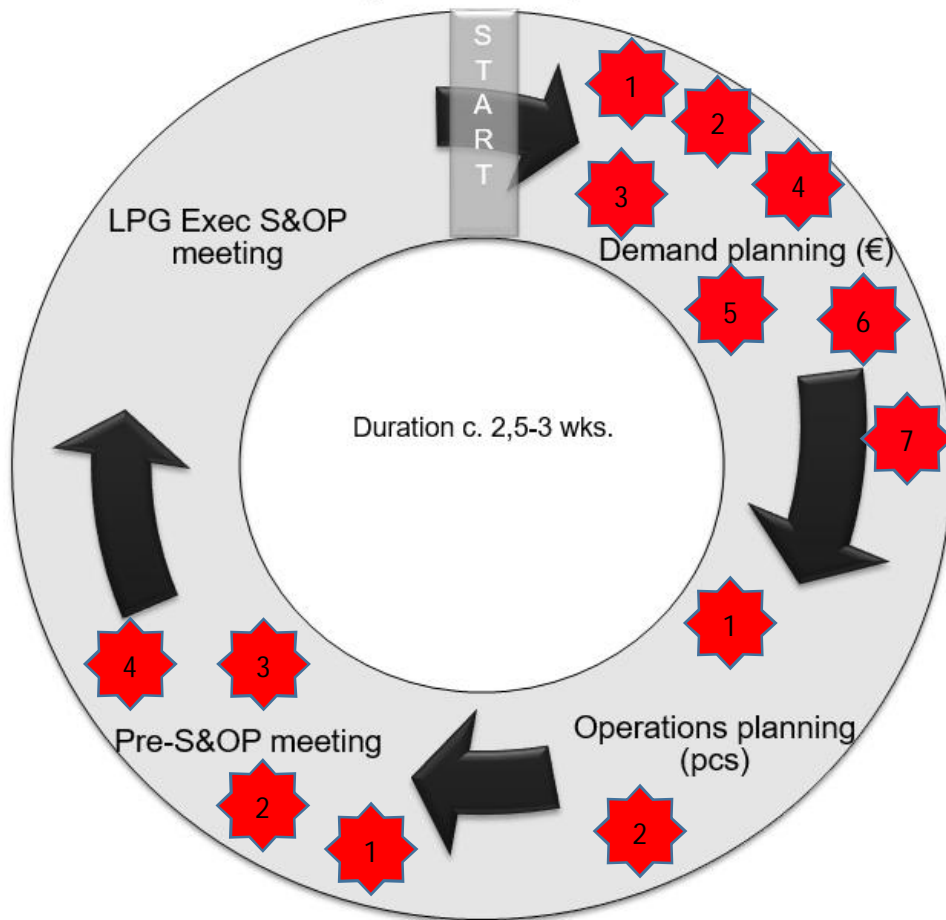 START
1
2
3
4
Demand planning (€)
5
6
7
1
Operations planning
(pcs)
2
1
2
Pre-S&OP meeting
3
4
LPG Exec S&OP
meeting
Duration c. 2,5-3 wks.